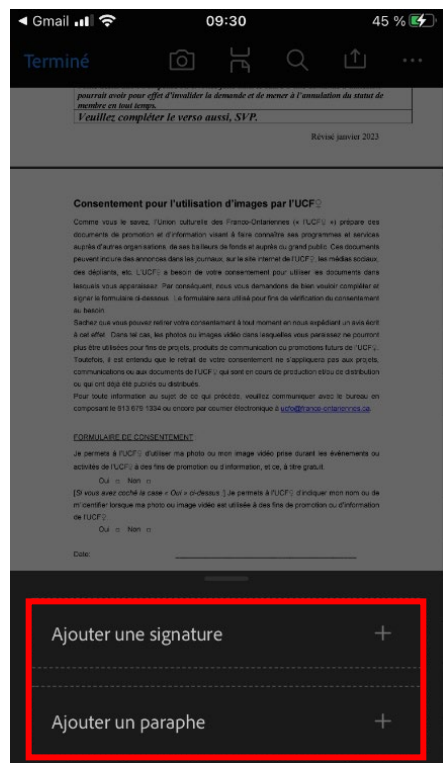 Gmail 09:30 45 %
Terminé
pourrait avoir pour effet d'invalider la demande et de mener à l'annulation du statut de
membre en tout temps.
Veuillez compléter le verso aussi, SVP.
Révisé janvier 2023
Consentement pour l'utilisation d'images par l'UCF♀
Comme vous le savez, l'Union culturelle des Franco-Ontariennes (« l'UCF♀ ») prépare des
documents de promotion et d'information visant à faire connaître ses programmes et services
auprès d'autres organisations, de ses bailleurs de fonds et auprès du grand public. Ces documents
peuvent inclure des annonces dans les journaux, sur le site internet de l'UCF♀, les médias sociaux,
des dépliants, etc. L'UCF♀ a besoin de votre consentement pour utiliser les documents dans
lesquels vous apparaissez. Par conséquent, nous vous demandons de bien vouloir compléter et
signer le formulaire ci-dessous. Le formulaire sera utilisé pour fins de vérification du consentement
au besoin.
Sachez que vous pouvez retirer votre consentement à tout moment en nous expédiant un avis écrit
à cet effet. Dans tel cas, les photos ou images vidéo dans lesquelles vous paraissez ne pourront
plus être utilisées pour fins de projets, produits de communication ou promotions futurs de l'UCF♀.
Toutefois, il est entendu que le retrait de votre consentement ne s'appliquera pas aux projets,
communications ou aux documents de l'UCF♀ qui sont en cours de production et/ou de distribution
ou qui ont déjà été publiés ou distribués.
Pour toute information au sujet de ce qui précède, veuillez communiquer avec le bureau en
composant le 613 679 1334 ou encore par courrier électronique à ucfo@franco-ontariennes.ca.
FORMULAIRE DE CONSENTEMENT
Je permets à l'UCF♀ d'utiliser ma photo ou mon image vidéo prise durant les événements ou
activités de l'UCF♀ à des fins de promotion ou d'information, et ce, à titre gratuit.
Oui □ Non □
[Si vous avez coché la case « Oui » ci-dessus :] Je permets à l'UCF♀ d'indiquer mon nom ou de
m'identifier lorsque ma photo ou image vidéo est utilisée à des fins de promotion ou d'information
de l'UCF♀.
Oui □ Non □
Date:
Ajouter une signature
Ajouter un paraphe